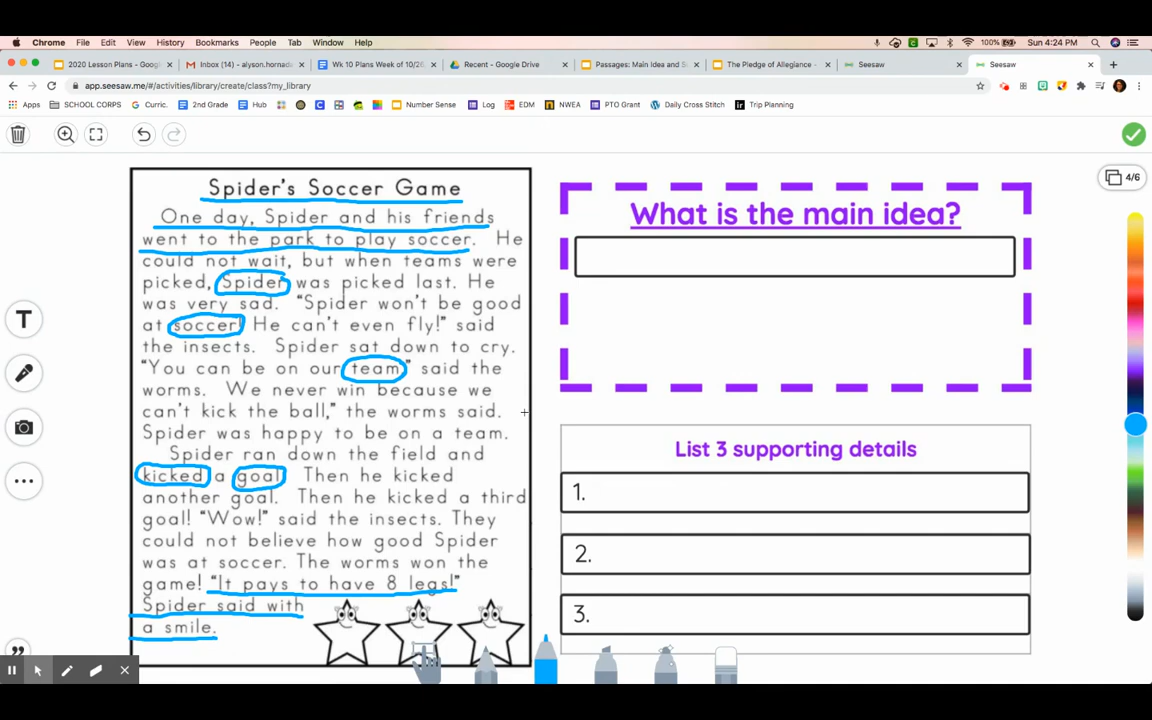 Chrome File Edit View History Bookmarks People Tab Window Help 100% Sun 4:24 PM
2020 Lesson Plans - Googl Inbox (14) - alyson.hornade Wk 10 Plans Week of 10/26 Recent - Google Drive Passages: Main Idea and Su The Pledge of Allegiance - Seesaw Seesaw
app.seesaw.me/#/activities/library/create/class?my_library
Apps SCHOOL CORPS Curric. 2nd Grade Hub Number Sense Log EDM NWEA PTO Grant Daily Cross Stitch Trip Planning
4/6
Spider's Soccer Game
One day, Spider and his friends
went to the park to play soccer. He
could not wait, but when teams were
picked, Spider was picked last. He
was very sad. "Spider won't be good
at soccer! He can't even fly!" said
the insects. Spider sat down to cry.
"You can be on our team" said the
worms. We never win because we
can't kick the ball," the worms said.
Spider was happy to be on a team.
Spider ran down the field and
kicked a goal Then he kicked
another goal. Then he kicked a third
goal! "Wow!" said the insects. They
could not believe how good Spider
was at soccer. The worms won the
game! "It pays to have 8 legs!"
Spider said with
a smile.
What is the main idea?
List 3 supporting details
1.
2.
3.
T